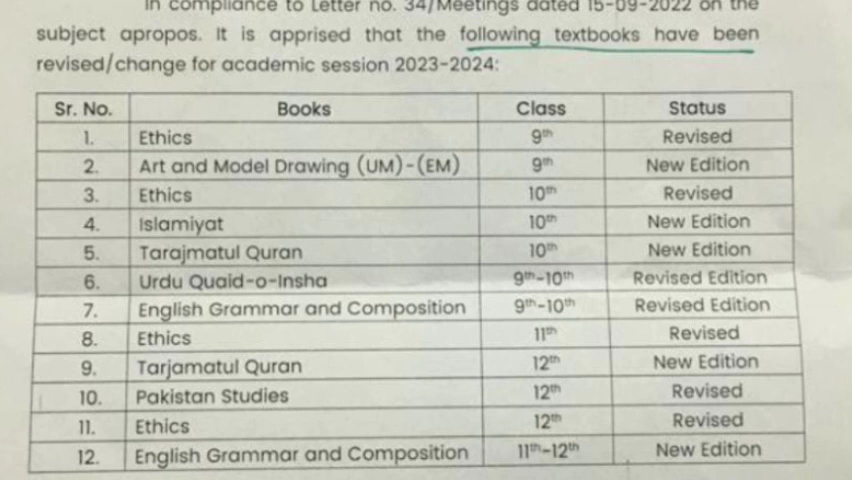 In compliance to Letter no. 34/Meetings dated 15-09-2022 on the
subject apropos. It is apprised that the following textbooks have been
revised/change for academic session 2023-2024:
Sr. No. Books Class Status
1. Ethics 9th Revised
2. Art and Model Drawing (UM)-(EM) 9th New Edition
3. Ethics 10th Revised
4. Islamiyat 10th New Edition
5. Tarajmatul Quran 10th New Edition
6. Urdu Quaid-o-Insha 9th-10th Revised Edition
7. English Grammar and Composition 9th-10th Revised Edition
8. Ethics 11th Revised
9. Tarjamatul Quran 12th New Edition
10. Pakistan Studies 12th Revised
11. Ethics 12th Revised
12. English Grammar and Composition 11th-12th New Edition